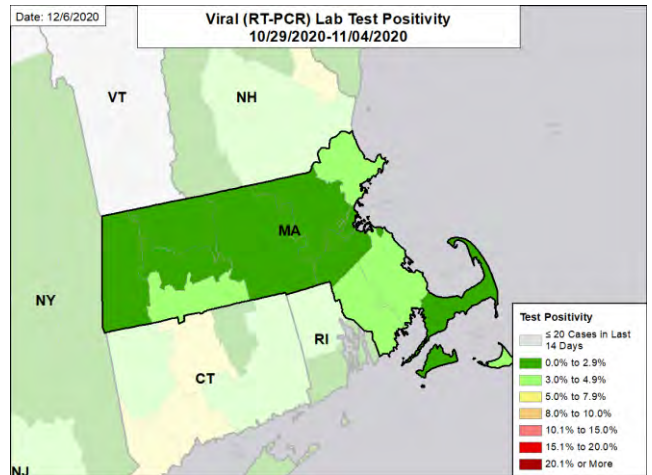 Date: 12/6/2020
Viral (RT-PCR) Lab Test Positivity
10/29/2020-11/04/2020
VT
NH
MA
NY
CT
RI
NJ
Test Positivity
≤ 20 Cases in Last
14 Days
0.0% to 2.9%
3.0% to 4.9%
5.0% to 7.9%
8.0% to 10.0%
10.1% to 15.0%
15.1% to 20.0%
20.1% or More